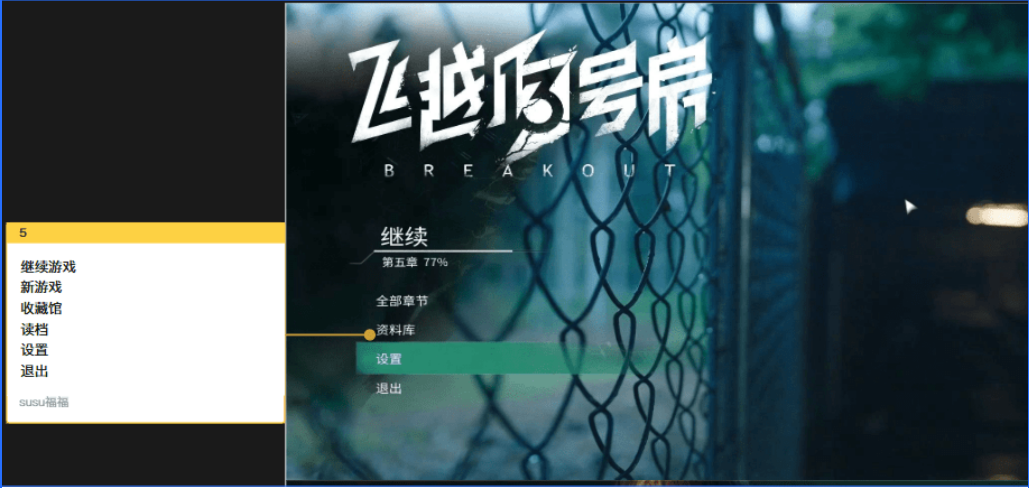 5
继续游戏
新游戏
收藏馆
读档
设置
退出
susu福福
飞越13号房
BREAKOUT
继续
第五章 77%
全部章节
资料库
设置
退出